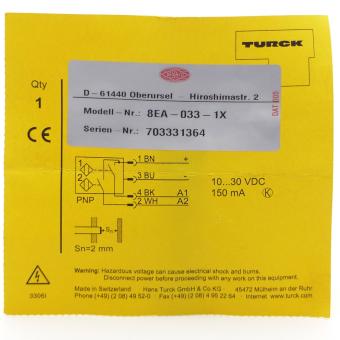 TURCK
Qty
1
CE
D-61440 Oberursel - Hiroshimastr. 2
Modell-Nr.: 8EA-033-1X
Serien-Nr.: 703331364
DAT 005
1 BN +
3 BU -
4 BK A1
2 WH A2
1
2
PNP
10...30 VDC
150 mA K
Sn
Sn=2 mm
Warning: Hazardous voltage can cause electrical shock and burns.
Disconnect power before proceeding with any work on this equipment.
Made in Switzerland Hans Turck GmbH & Co KG 45472 Mülheim an der Ruhr
Phone (+49) (2 08) 49 52-0 · Fax (+49) (2 08) 4 95 22 64 · Internet www turck.com